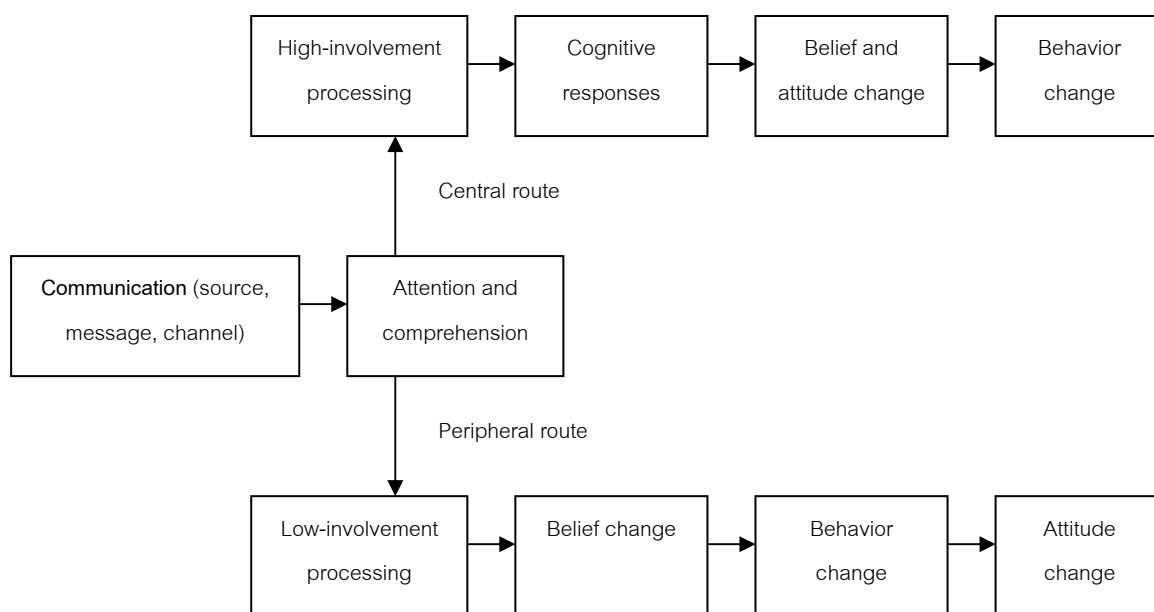 High-involvement
processing
Cognitive
responses
Belief and
attitude change
Behavior
change
Central route
Communication (source,
message, channel)
Attention and
comprehension
Peripheral route
Low-involvement
processing
Belief change
Behavior
change
Attitude
change